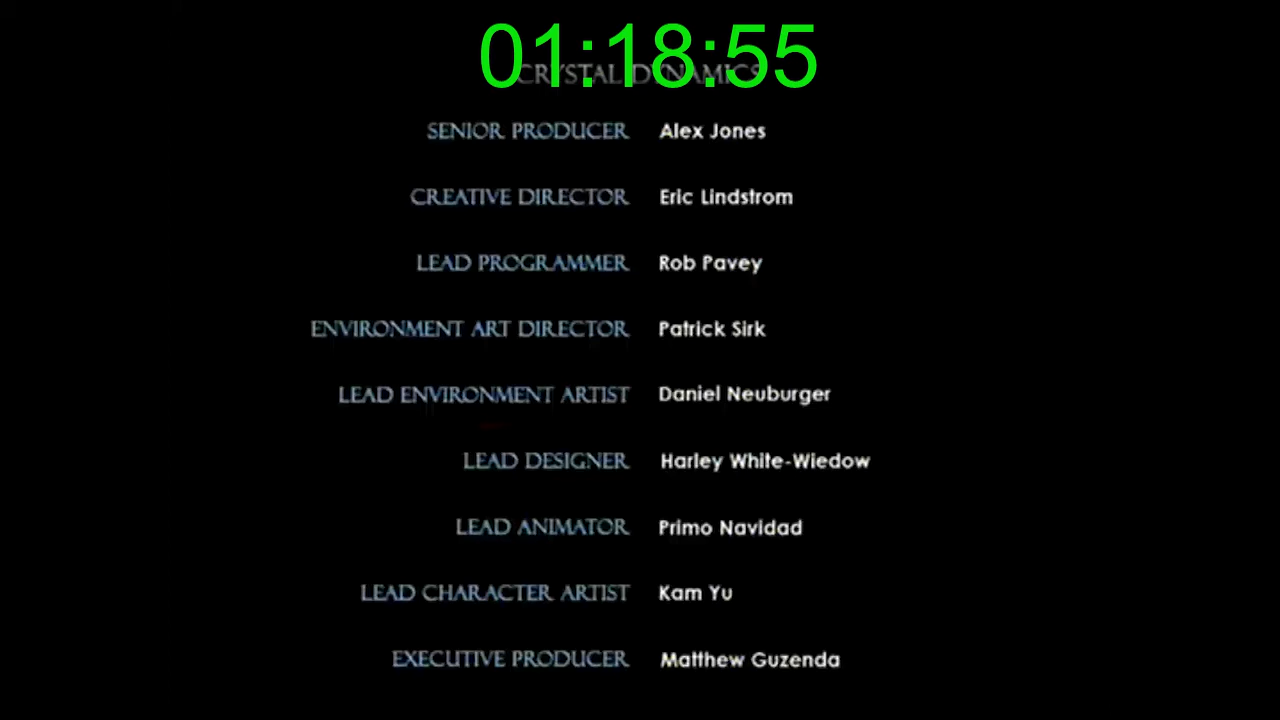 01:18:55
CRYSTAL DYNAMICS
SENIOR PRODUCER Alex Jones
CREATIVE DIRECTOR Eric Lindstrom
LEAD PROGRAMMER Rob Pavey
ENVIRONMENT ART DIRECTOR Patrick Sirk
LEAD ENVIRONMENT ARTIST Daniel Neuburger
LEAD DESIGNER Harley White-Wiedow
LEAD ANIMATOR Primo Navidad
LEAD CHARACTER ARTIST Kam Yu
EXECUTIVE PRODUCER Matthew Guzenda